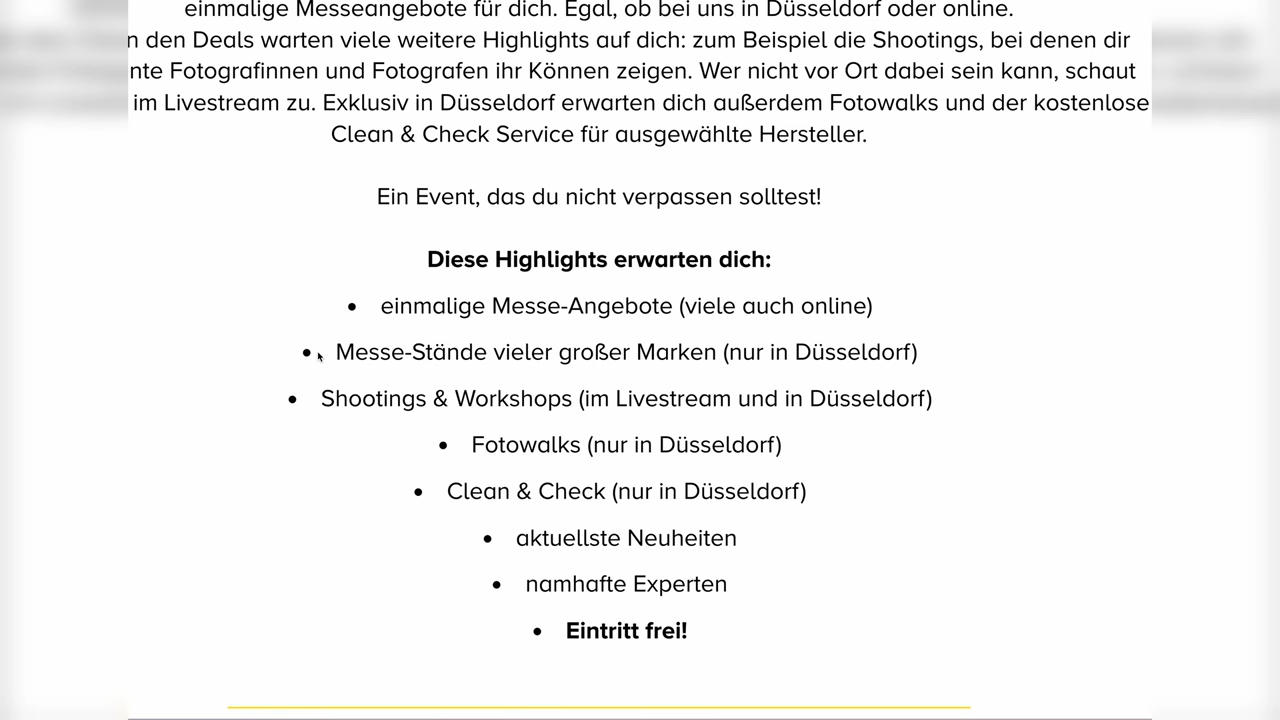 einmalige Messeangebote für dich. Egal, ob bei uns in Düsseldorf oder online.
n den Deals warten viele weitere Highlights auf dich: zum Beispiel die Shootings, bei denen dir
nte Fotografinnen und Fotografen ihr Können zeigen. Wer nicht vor Ort dabei sein kann, schaut
im Livestream zu. Exklusiv in Düsseldorf erwarten dich außerdem Fotowalks und der kostenlose
Clean & Check Service für ausgewählte Hersteller.
Ein Event, das du nicht verpassen solltest!
Diese Highlights erwarten dich:
• einmalige Messe-Angebote (viele auch online)
• Messe-Stände vieler großer Marken (nur in Düsseldorf)
• Shootings & Workshops (im Livestream und in Düsseldorf)
• Fotowalks (nur in Düsseldorf)
• Clean & Check (nur in Düsseldorf)
• aktuellste Neuheiten
• namhafte Experten
• Eintritt frei!